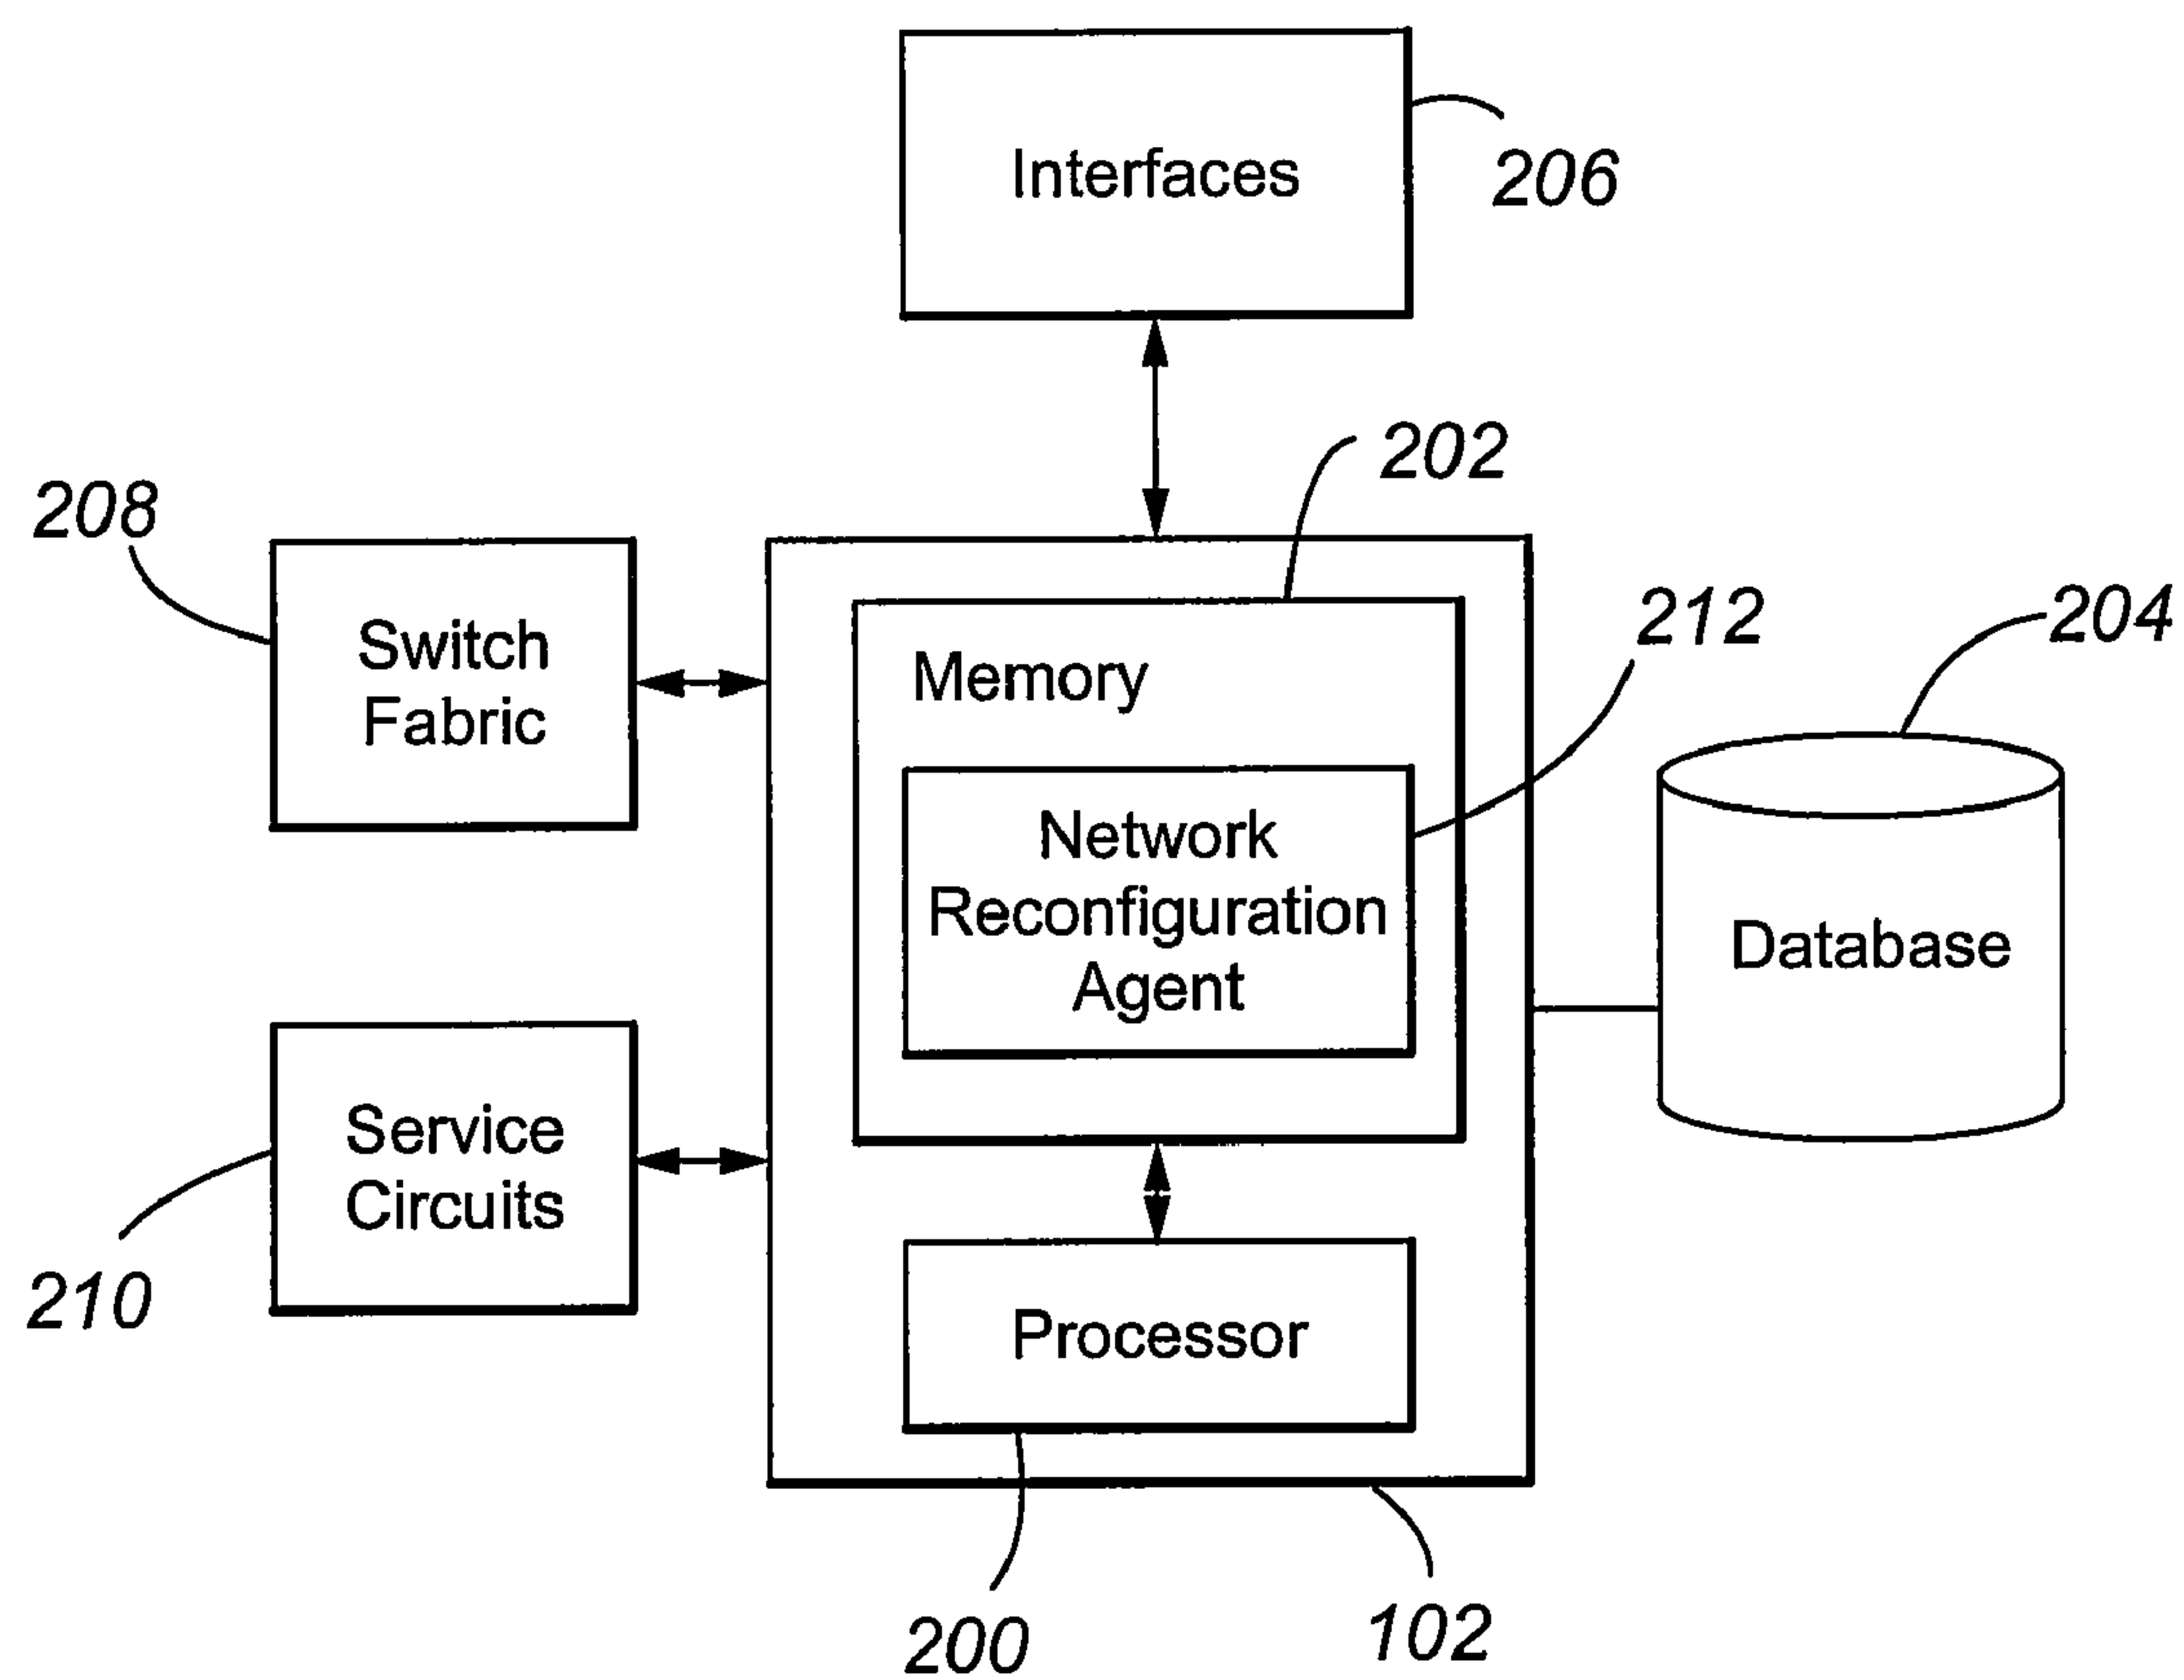 Interfaces
206
202
208
212
204
Switch
Fabric
Memory
Network
Reconfiguration
Agent
Database
Service
Circuits
210
Processor
200
102